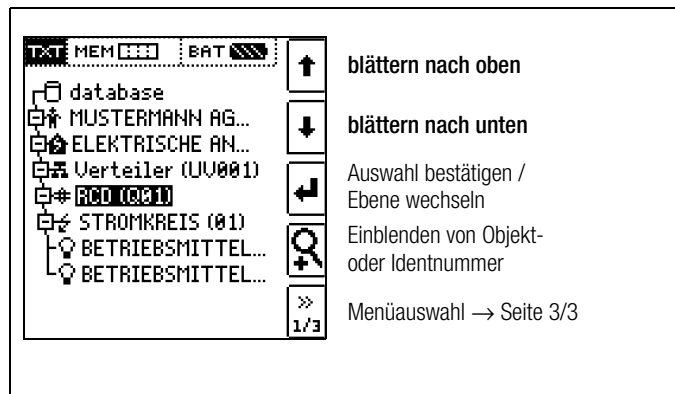 TXT MEM BAT
database
MUSTERMANN AG...
ELEKTRISCHE AN...
Verteiler (UV001)
RCD (Q01)
STROMKREIS (01)
BETRIEBSMITTEL...
BETRIEBSMITTEL...
>>
1/3
blättern nach oben
blättern nach unten
Auswahl bestätigen /
Ebene wechseln
Einblenden von Objekt-
oder Identnummer
Menüauswahl → Seite 3/3